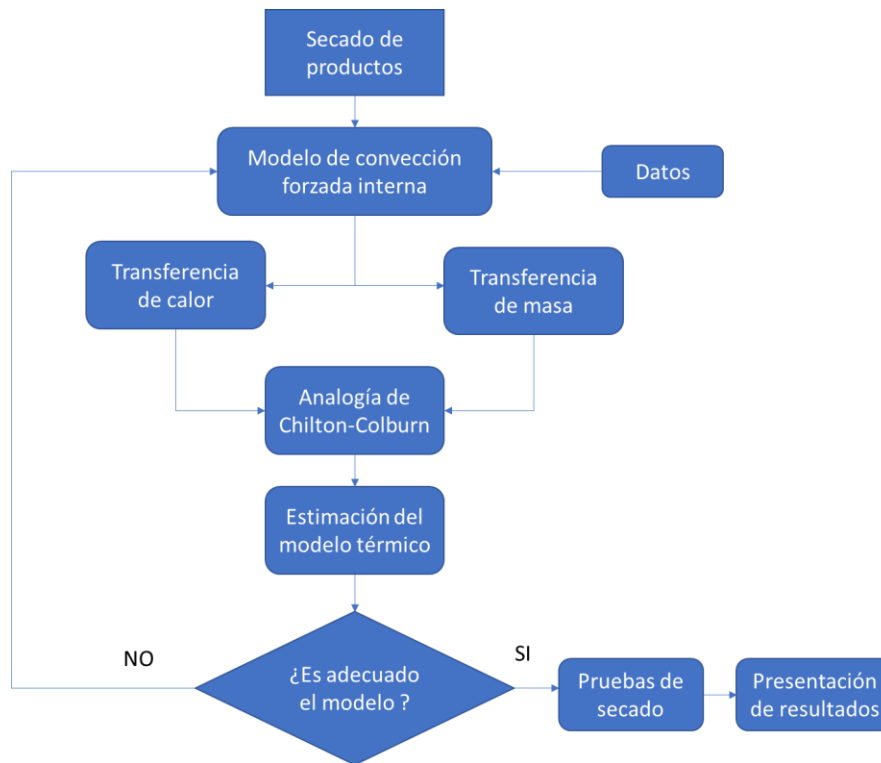 Secado de
productos
Modelo de convección
forzada interna
Datos
Transferencia
de calor
Transferencia
de masa
Analogía de
Chilton-Colburn
Estimación del
modelo térmico
NO
¿Es adecuado
el modelo ?
SI
Pruebas de
secado
Presentación
de resultados